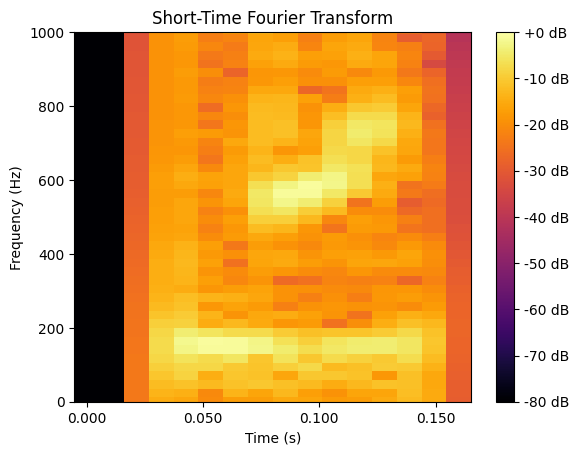 Short-Time Fourier Transform
Frequency (Hz)
1000
800
600
400
200
0
0.000
0.050
0.100
0.150
Time (s)
+0 dB
-10 dB
-20 dB
-30 dB
-40 dB
-50 dB
-60 dB
-70 dB
-80 dB